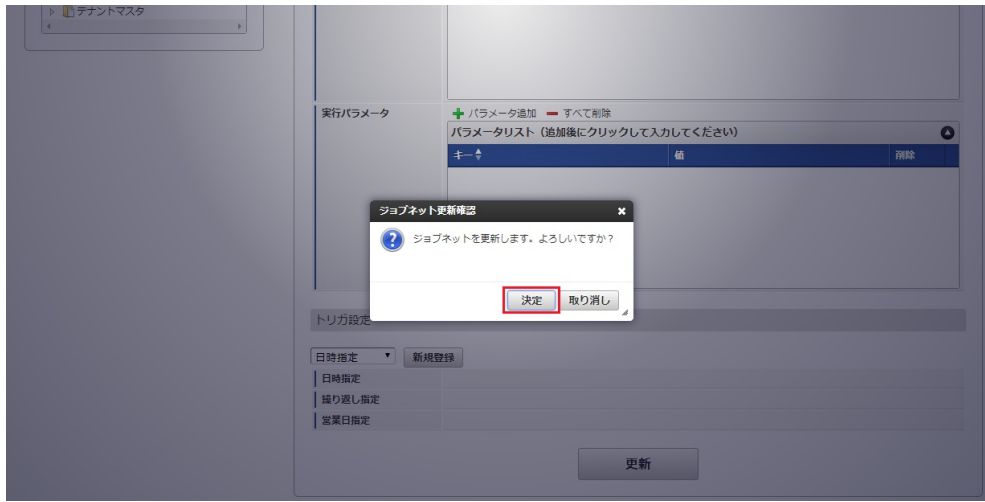 テナントマスタ
実行パラメータ
パラメータ追加 すべて削除
パラメータリスト（追加後にクリックして入力してください）
キー 値 削除
ジョブネット更新確認
ジョブネットを更新します。よろしいですか？
決定 取り消し
トリガ設定
日時指定 新規登録
日時指定
繰り返し指定
営業日指定
更新